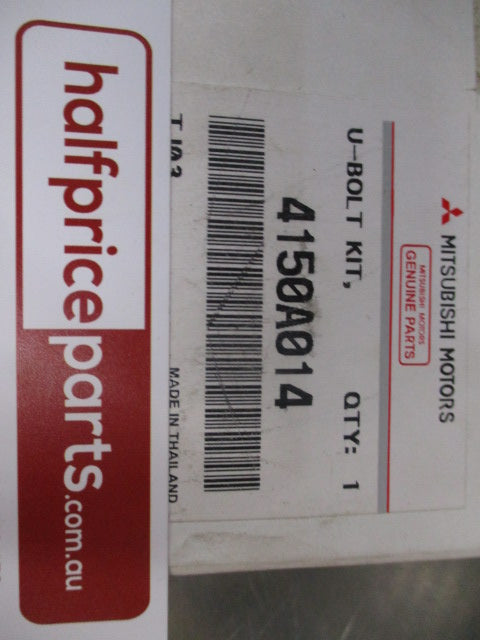 MITSUBISHI MOTORS
MITSUBISHI MOTORS
GENUINE PARTS
U-BOLT KIT, QTY: 1
4150A014
MADE IN THAILAND
halfpriceparts.com.au